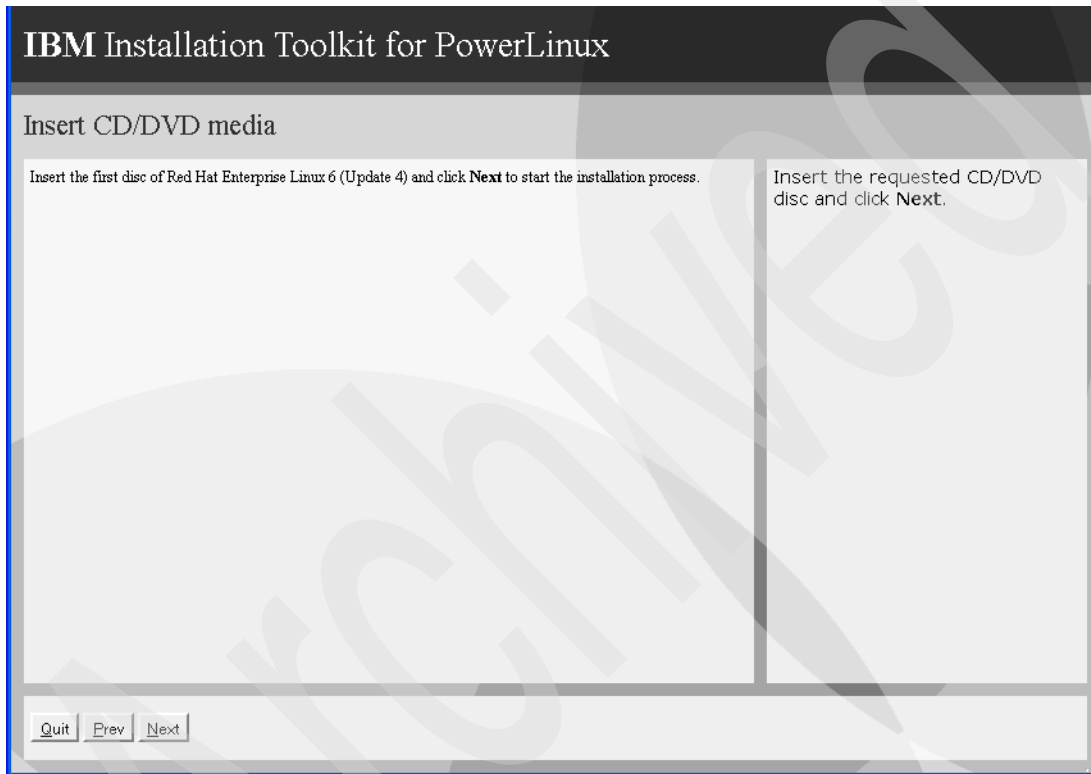 IBM Installation Toolkit for PowerLinux
Insert CD/DVD media
Insert the first disc of Red Hat Enterprise Linux 6 (Update 4) and click Next to start the installation process.
Insert the requested CD/DVD
disc and click Next.
Quit Prev Next
Archived